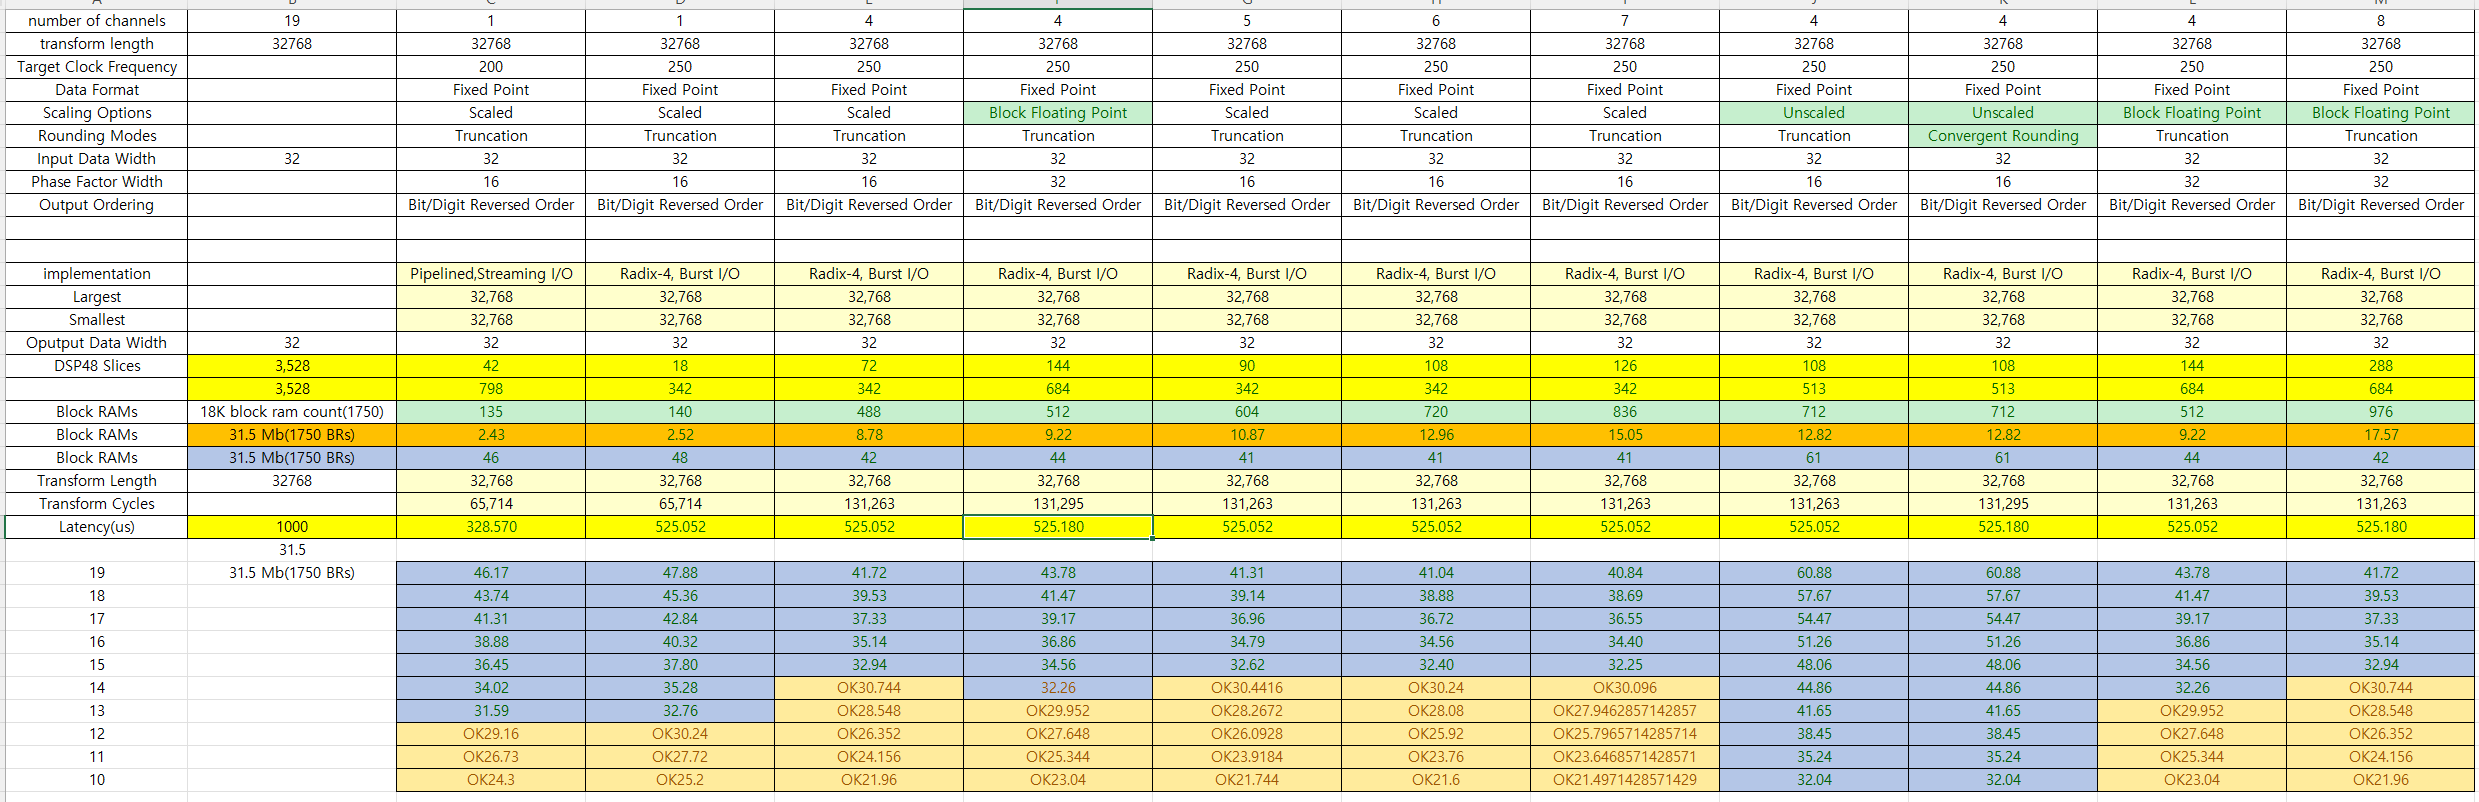 A B C D E F G H I J K L M
number of channels 19 1 1 4 4 5 6 7 4 4 4 8
transform length 32768 32768 32768 32768 32768 32768 32768 32768 32768 32768 32768 32768
Target Clock Frequency 200 250 250 250 250 250 250 250 250 250 250
Data Format Fixed Point Fixed Point Fixed Point Fixed Point Fixed Point Fixed Point Fixed Point Fixed Point Fixed Point Fixed Point Fixed Point
Scaling Options Scaled Scaled Scaled Block Floating Point Scaled Scaled Scaled Unscaled Unscaled Block Floating Point Block Floating Point
Rounding Modes Truncation Truncation Truncation Truncation Truncation Truncation Truncation Truncation Convergent Rounding Truncation Truncation
Input Data Width 32 32 32 32 32 32 32 32 32 32 32 32
Phase Factor Width 16 16 16 32 16 16 16 16 16 32 32
Output Ordering Bit/Digit Reversed Order Bit/Digit Reversed Order Bit/Digit Reversed Order Bit/Digit Reversed Order Bit/Digit Reversed Order Bit/Digit Reversed Order Bit/Digit Reversed Order Bit/Digit Reversed Order Bit/Digit Reversed Order Bit/Digit Reversed Order Bit/Digit Reversed Order
implementation Pipelined,Streaming I/O Radix-4, Burst I/O Radix-4, Burst I/O Radix-4, Burst I/O Radix-4, Burst I/O Radix-4, Burst I/O Radix-4, Burst I/O Radix-4, Burst I/O Radix-4, Burst I/O Radix-4, Burst I/O Radix-4, Burst I/O
Largest 32,768 32,768 32,768 32,768 32,768 32,768 32,768 32,768 32,768 32,768 32,768
Smallest 32,768 32,768 32,768 32,768 32,768 32,768 32,768 32,768 32,768 32,768 32,768
Oputput Data Width 32 32 32 32 32 32 32 32 32 32 32 32
DSP48 Slices 3,528 42 18 72 144 90 108 126 108 108 144 288
3,528 798 342 342 684 342 342 342 513 513 684 684
Block RAMs 18K block ram count(1750) 135 140 488 512 604 720 836 712 712 512 976
Block RAMs 31.5 Mb(1750 BRs) 2.43 2.52 8.78 9.22 10.87 12.96 15.05 12.82 12.82 9.22 17.57
Block RAMs 31.5 Mb(1750 BRs) 46 48 42 44 41 41 41 61 61 44 42
Transform Length 32768 32,768 32,768 32,768 32,768 32,768 32,768 32,768 32,768 32,768 32,768 32,768
Transform Cycles 65,714 65,714 131,263 131,295 131,263 131,263 131,263 131,263 131,295 131,263 131,263
Latency(us) 1000 328.570 525.052 525.052 525.180 525.052 525.052 525.052 525.052 525.180 525.052 525.180
31.5
19 31.5 Mb(1750 BRs) 46.17 47.88 41.72 43.78 41.31 41.04 40.84 60.88 60.88 43.78 41.72
18 43.74 45.36 39.53 41.47 39.14 38.88 38.69 57.67 57.67 41.47 39.53
17 41.31 42.84 37.33 39.17 36.96 36.72 36.55 54.47 54.47 39.17 37.33
16 38.88 40.32 35.14 36.86 34.79 34.56 34.40 51.26 51.26 36.86 35.14
15 36.45 37.80 32.94 34.56 32.62 32.40 32.25 48.06 48.06 34.56 32.94
14 34.02 35.28 OK30.744 32.26 OK30.4416 OK30.24 OK30.096 44.86 44.86 32.26 OK30.744
13 31.59 32.76 OK28.548 OK29.952 OK28.2672 OK28.08 OK27.9462857142857 41.65 41.65 OK29.952 OK28.548
12 OK29.16 OK30.24 OK26.352 OK27.648 OK26.0928 OK25.92 OK25.7965714285714 38.45 38.45 OK27.648 OK26.352
11 OK26.73 OK27.72 OK24.156 OK25.344 OK23.9184 OK23.76 OK23.6468571428571 35.24 35.24 OK25.344 OK24.156
10 OK24.3 OK25.2 OK21.96 OK23.04 OK21.744 OK21.6 OK21.4971428571429 32.04 32.04 OK23.04 OK21.96